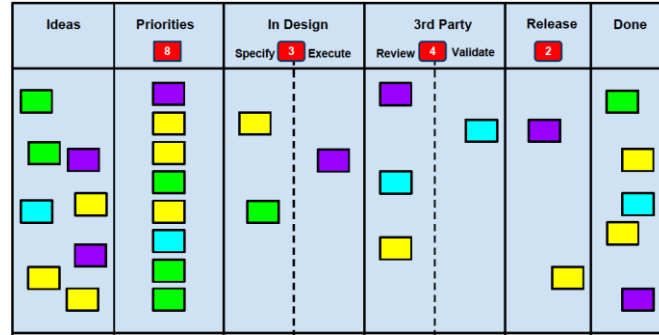 Ideas
Priorities
In Design
3rd Party
Release
Done
8
Specify 3 Execute
Review 4 Validate
2